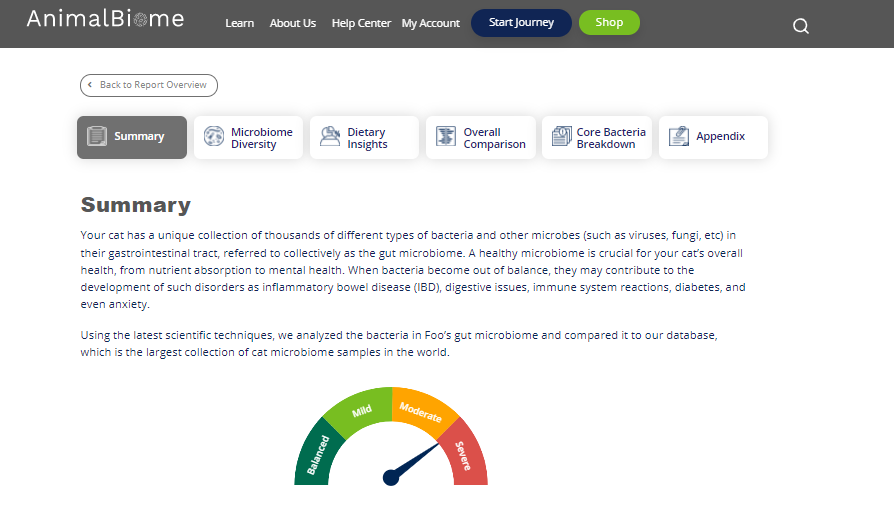 AnimalBiome
Learn
About Us
Help Center
My Account
Start Journey
Shop
Back to Report Overview
Summary
Microbiome
Diversity
Dietary
Insights
Overall
Comparison
Core Bacteria
Breakdown
Appendix
Summary
Your cat has a unique collection of thousands of different types of bacteria and other microbes (such as viruses, fungi, etc) in
their gastrointestinal tract, referred to collectively as the gut microbiome. A healthy microbiome is crucial for your cat’s overall
health, from nutrient absorption to mental health. When bacteria become out of balance, they may contribute to the
development of such disorders as inflammatory bowel disease (IBD), digestive issues, immune system reactions, diabetes, and
even anxiety.
Using the latest scientific techniques, we analyzed the bacteria in Foo’s gut microbiome and compared it to our database,
which is the largest collection of cat microbiome samples in the world.
Balanced
Mild
Moderate
Severe